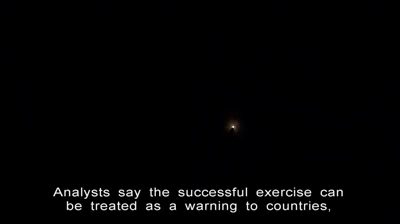 Analysts say the successful exercise can
be treated as a warning to countries,